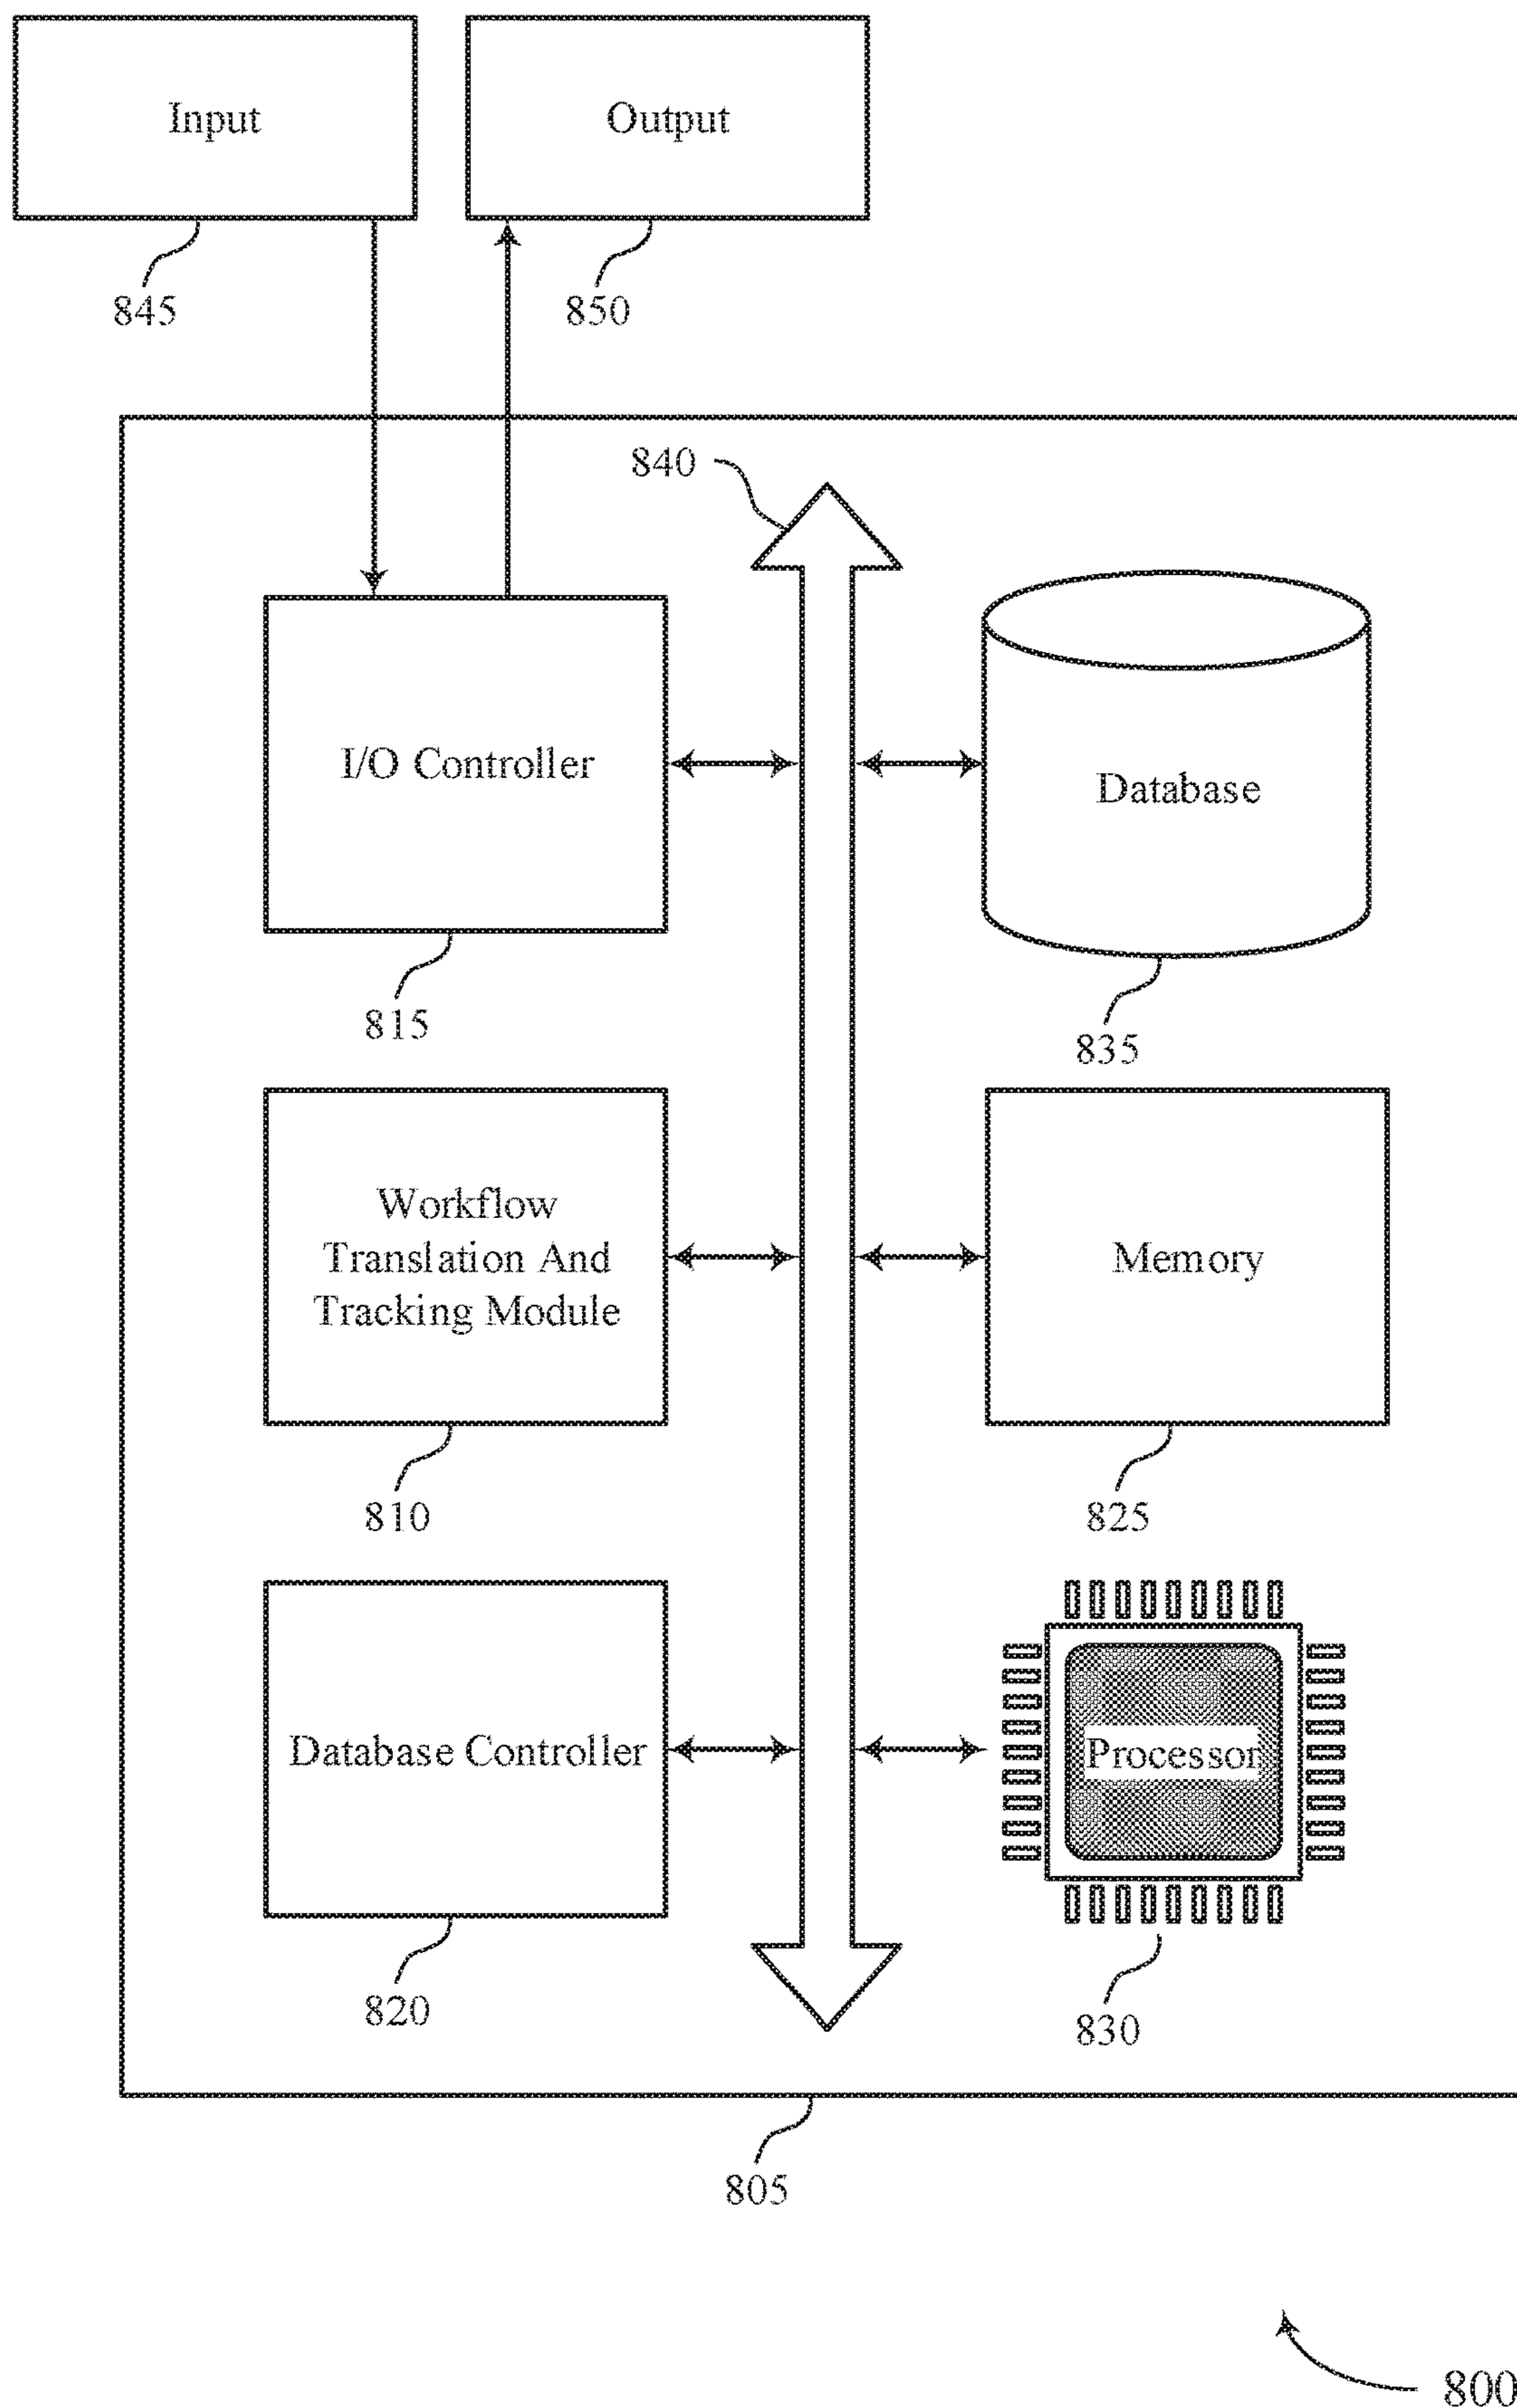 Input
Output
845
850
840
I/O Controller
Database
815
835
Workflow
Translation And
Tracking Module
Memory
810
825
Database Controller
Processor
820
830
805
800